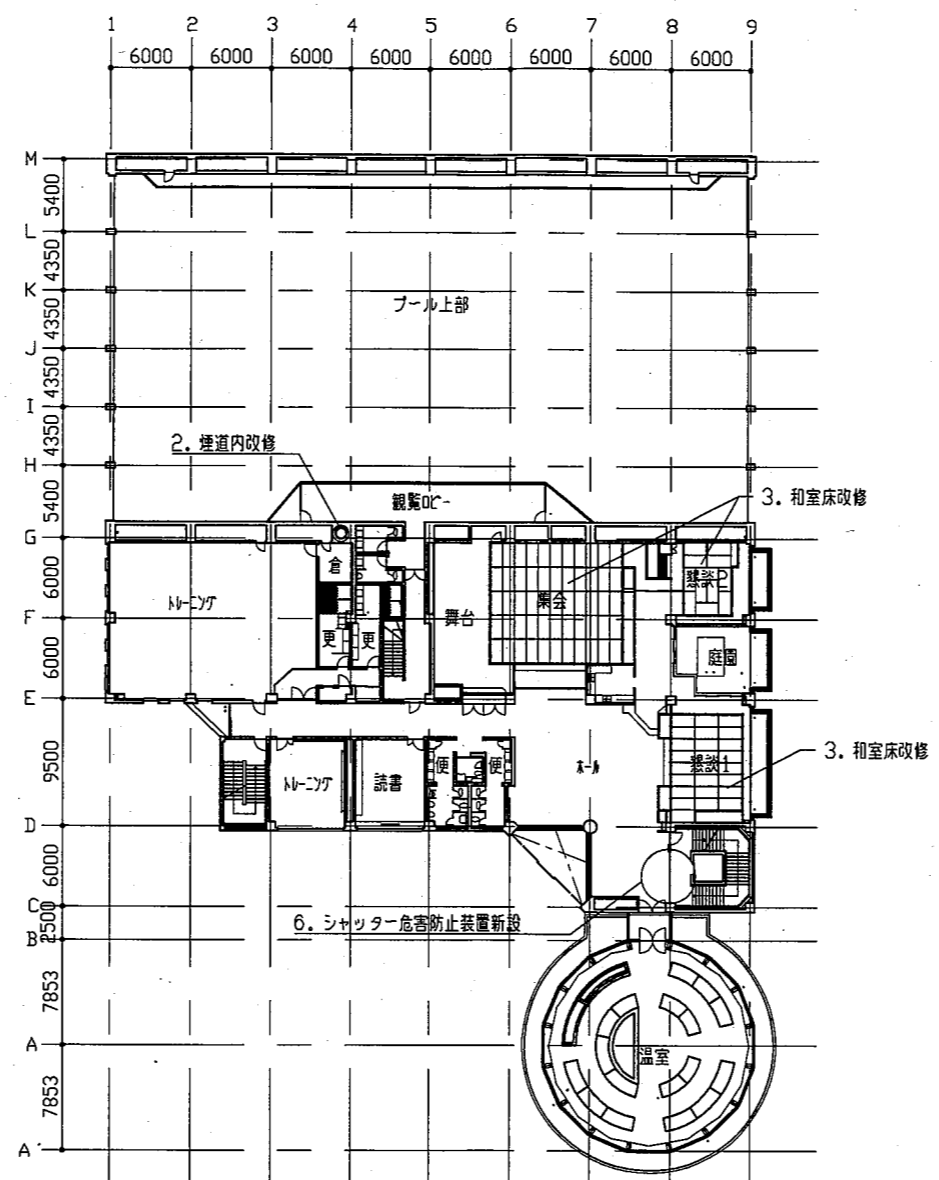 1 2 3 4 5 6 7 8 9
6000 6000 6000 6000 6000 6000 6000 6000
M
5400
L
4350
K
4350
プール上部
J
4350
I
4350
H
2. 煙道内改修
5400
観覧ロビー
3. 和室床改修
G
6000
倉
懇談2
トレーニング
舞台
集会
F
更
更
6000
庭園
E
9500
トレーニング
読書
便
便
ホール
懇談1
3. 和室床改修
D
6000
C
6. シャッター危害防止装置新設
2500
B
7853
A
温室
7853
A'